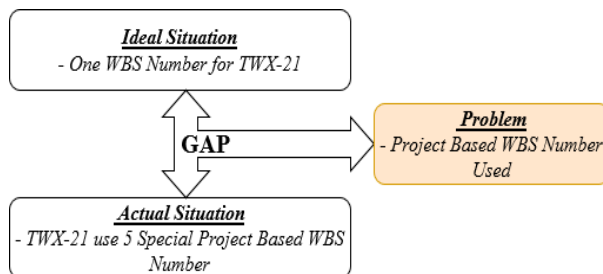 Ideal Situation
- One WBS Number for TWX-21
GAP
Problem
- Project Based WBS Number
Used
Actual Situation
- TWX-21 use 5 Special Project Based WBS
Number